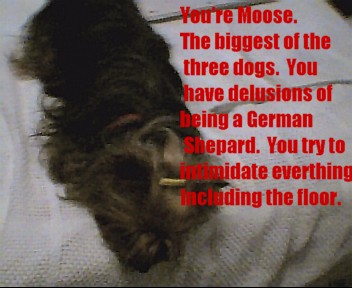 You're Moose.
The biggest of the
three dogs. You
have delusions of
being a German
Shepard. You try to
intimidate everthing
including the floor.